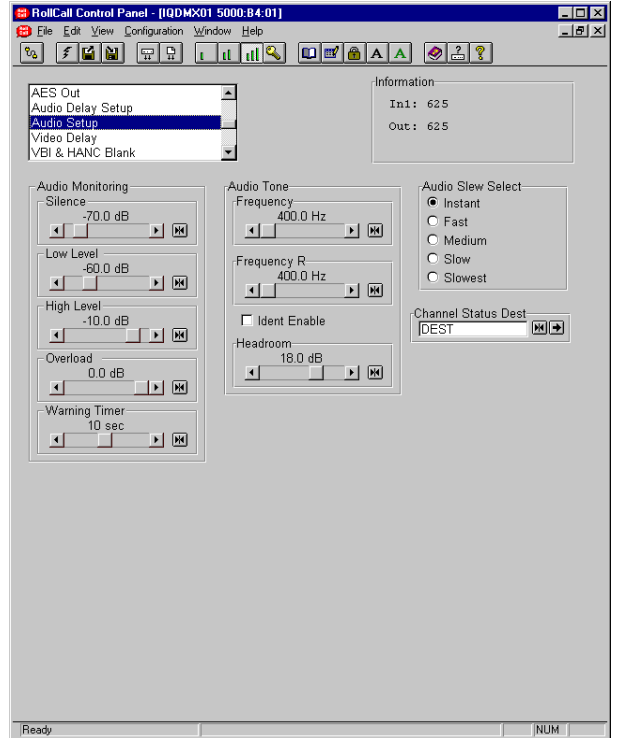 RollCall Control Panel - [IQDMX01 5000:B4:01]
File Edit View Configuration Window Help
AES Out
Audio Delay Setup
Audio Setup
Video Delay
VBI & HANC Blank
Information
In1: 625
Out: 625
Audio Monitoring
Silence
-70.0 dB
Low Level
-60.0 dB
High Level
-10.0 dB
Overload
0.0 dB
Warning Timer
10 sec
Audio Tone
Frequency
400.0 Hz
Frequency R
400.0 Hz
Ident Enable
Headroom
18.0 dB
Audio Slew Select
Instant
Fast
Medium
Slow
Slowest
Channel Status Dest
DEST
Ready
NUM